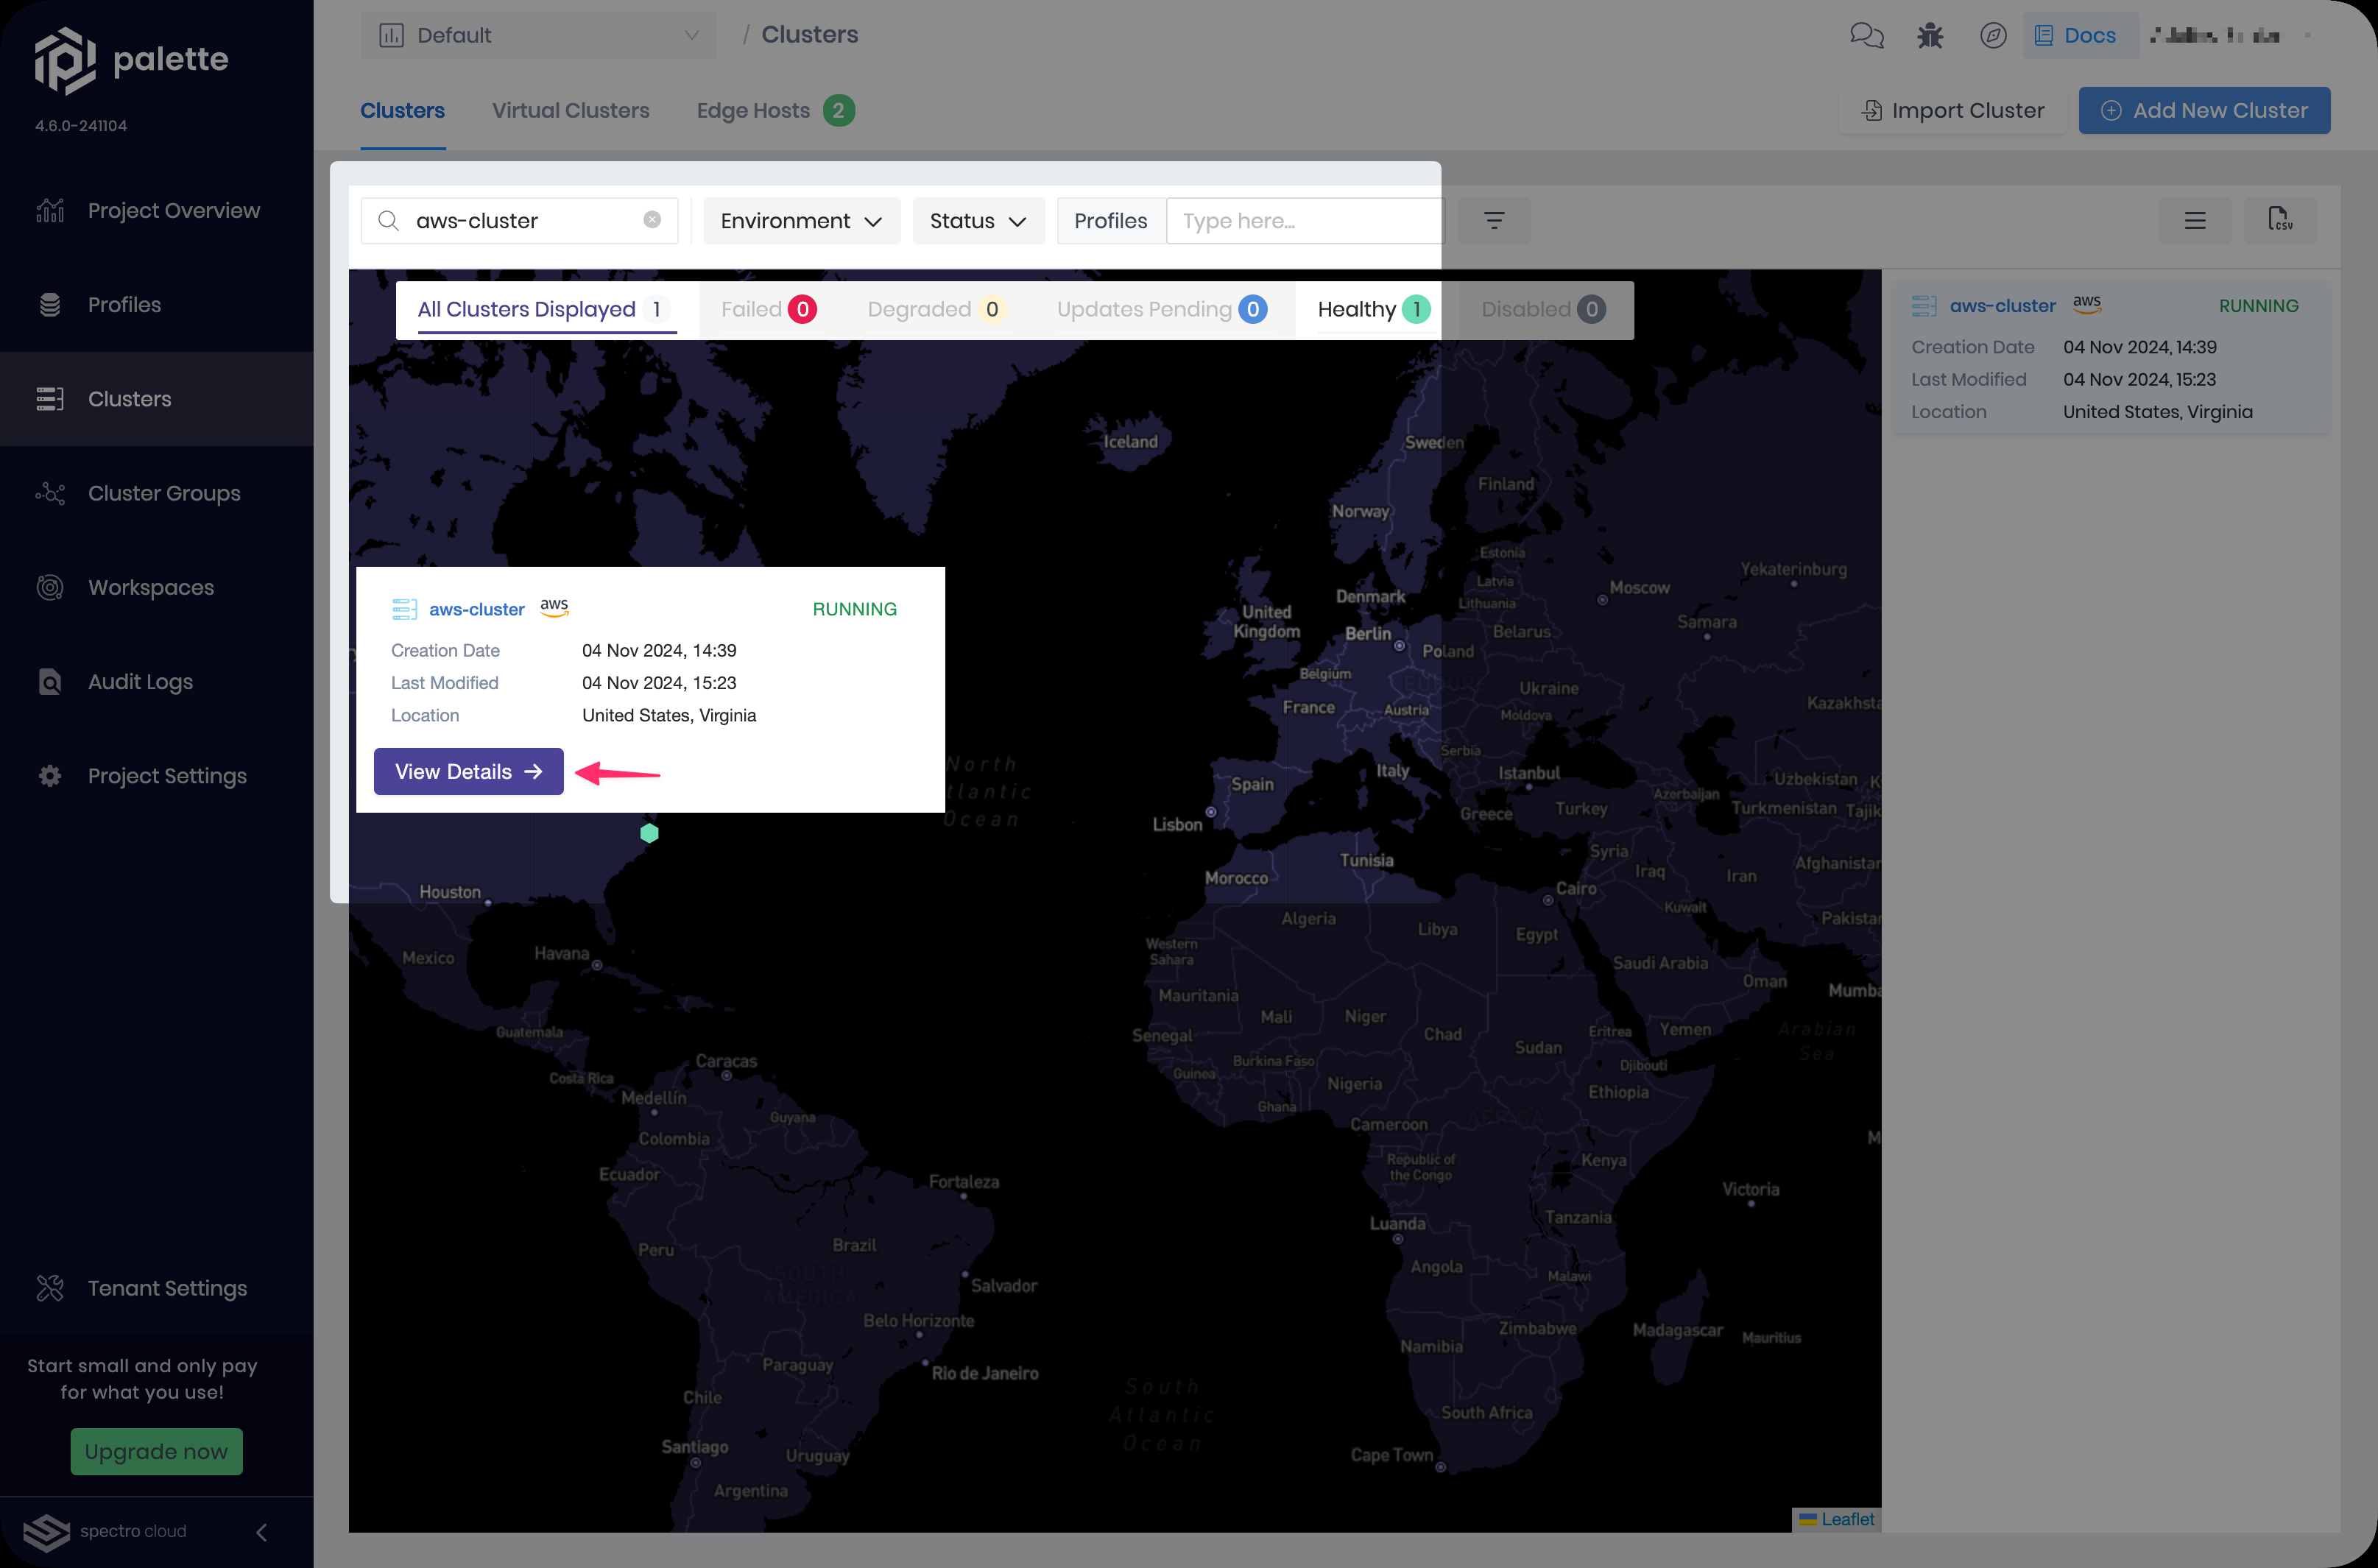 palette
4.6.0-241104
Project Overview
Profiles
Clusters
Cluster Groups
Workspaces
Audit Logs
Project Settings
Tenant Settings
Start small and only pay
for what you use!
Upgrade now
spectro cloud
Default
/ Clusters
Docs
Clusters
Virtual Clusters
Edge Hosts 2
Import Cluster
Add New Cluster
aws-cluster
Environment
Status
Profiles
Type here...
CSV
All Clusters Displayed 1
Failed 0
Degraded 0
Updates Pending 0
Healthy 1
Disabled 0
aws-cluster aws RUNNING
Creation Date 04 Nov 2024, 14:39
Last Modified 04 Nov 2024, 15:23
Location United States, Virginia
aws-cluster aws RUNNING
Creation Date 04 Nov 2024, 14:39
Last Modified 04 Nov 2024, 15:23
Location United States, Virginia
View Details
Iceland
Sweden
Finland
Norway
Estonia
Latvia
Lithuania
Yekaterinburg
Moscow
Samara
Denmark
United
Kingdom
Berlin
Belarus
Poland
EUROPE
Belgium
Ukraine
France
Austria
Moldova
Kazakhsta
Serbia
North
Atlantic
Ocean
Italy
Istanbul
Spain
Uzbekistan
Azerbaijan
Turkmenistan
Tajik
Greece
Turkey
Lisbon
Syria
Tunisia
Afghanistan
Iraq
Iran
Morocco
Cairo
Houston
Kuwait
Algeria
Pakistan
Libya
Egypt
Western
Sahara
Havana
Mexico
Saudi Arabia
Oman
Mumba
Mauritania
Mali
Niger
Guatemala
Senegal
Chad
Eritrea
Yemen
Arabian
Sea
Sudan
Caracas
Burkina Faso
Djibouti
Guinea
Costa Rica
Nigeria
Ethiopia
Medellín
Ghana
Guyana
Cameroon
Colombia
Republic of
the Congo
Kenya
Ecuador
Fortaleza
Victoria
Luanda
Tanzania
Peru
Brazil
SOUTH
AMERICA
Angola
Malawi
Salvador
Belo Horizonte
Zimbabwe
Madagascar
Mauritius
Namibia
Paraguay
Rio de Janeiro
South
Atlantic
Ocean
Chile
South Africa
Santiago
Uruguay
Cape Town
Argentina
Leaflet